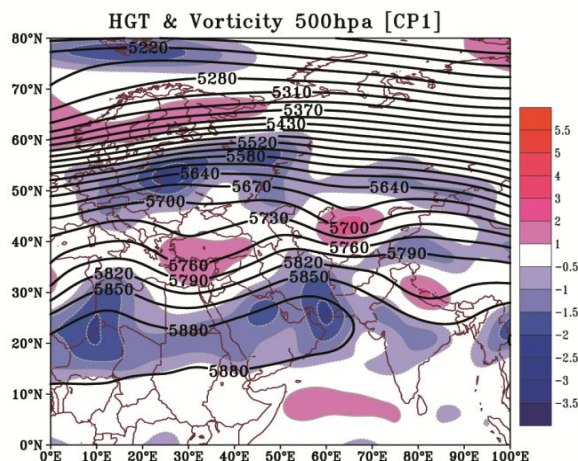 HGT & Vorticity 500hpa [CP1]
80°N
70°N
60°N
50°N
40°N
30°N
20°N
10°N
0°N
0°E 10°E 20°E 30°E 40°E 50°E 60°E 70°E 80°E 90°E 100°E
5220
5280
5310
5370
5430
5520
5580
5640 5640
5670
5700
5730 5700
5760 5760
5790 5790
5820 5820
5850 5850
5880
5880
5.5
5
4
3
2
1
-0.5
-1
-1.5
-2
-2.5
-3
-3.5